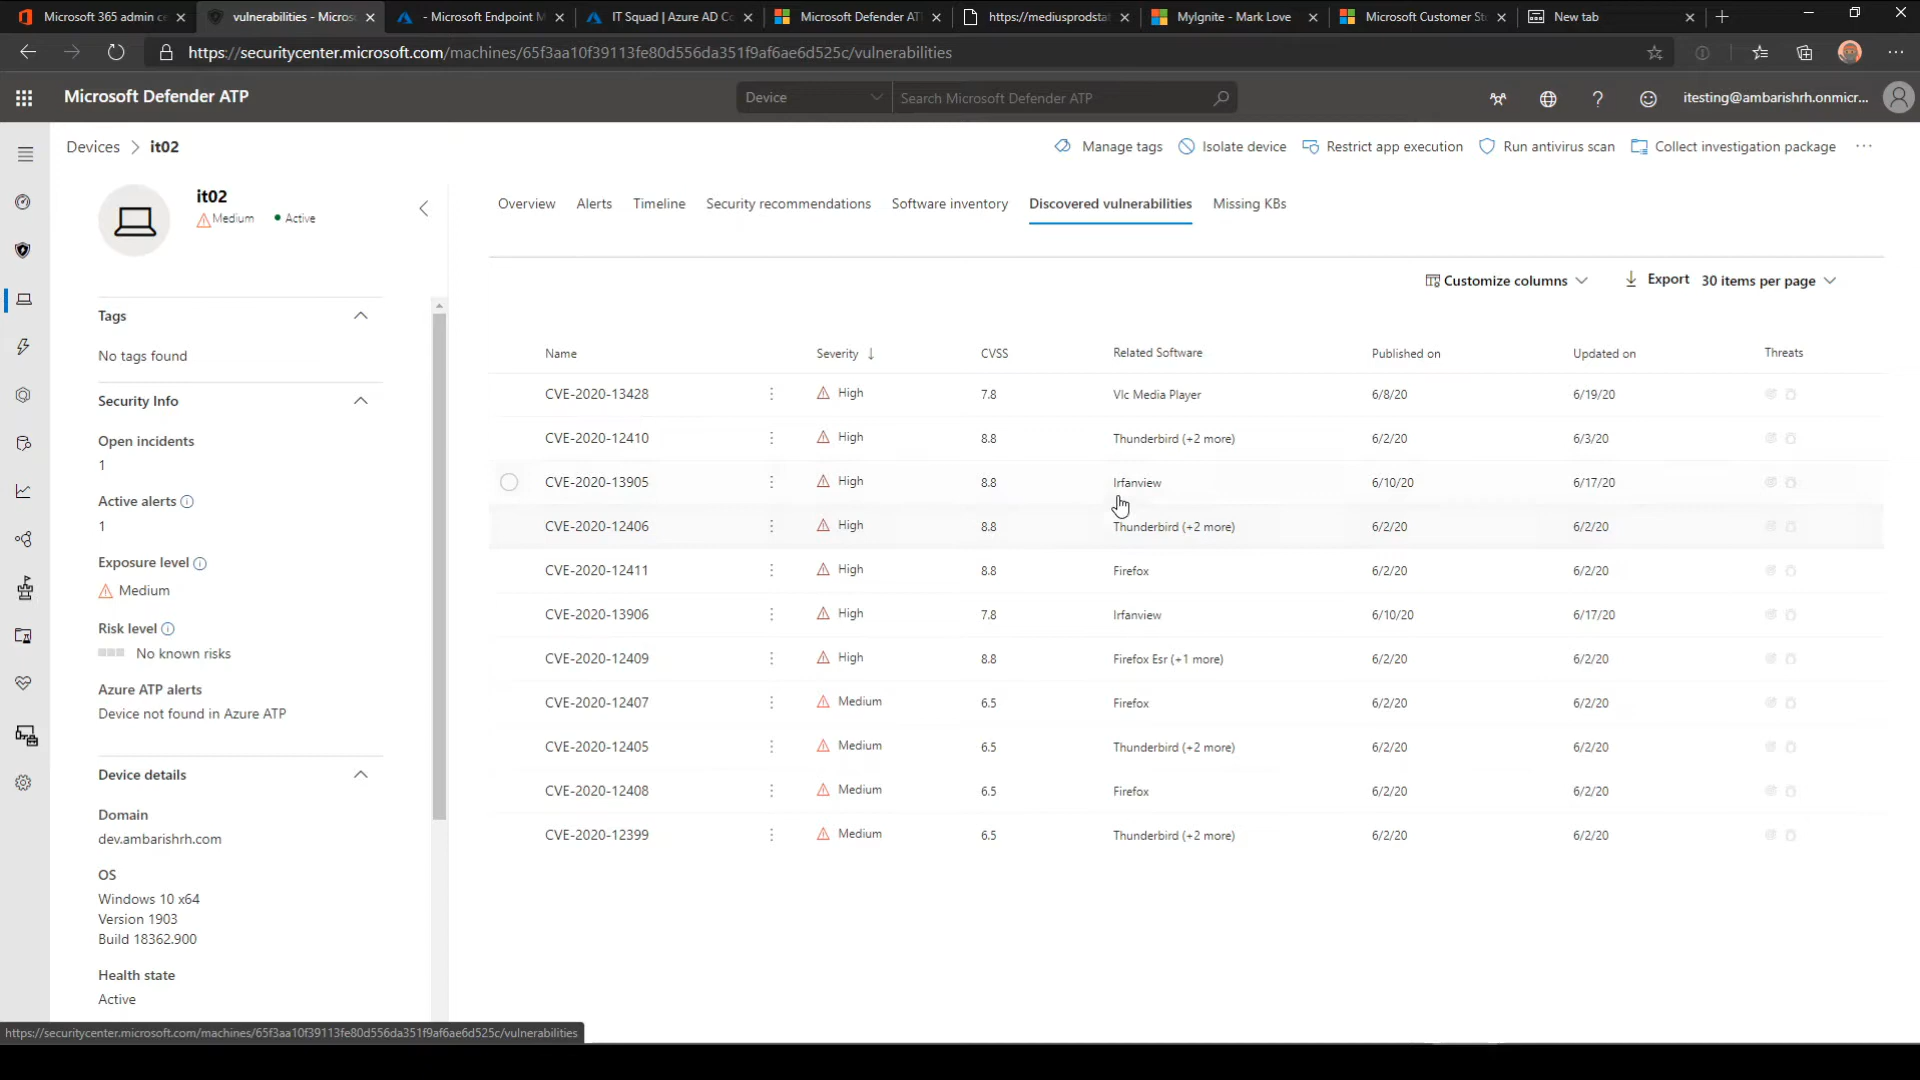 Microsoft 365 admin ce
vulnerabilities - Micros
- Microsoft Endpoint M
IT Squad | Azure AD Co
Microsoft Defender AT
https://mediusprodstat
MyIgnite - Mark Love
Microsoft Customer St
New tab
https://securitycenter.microsoft.com/machines/65f3aa10f39113fe80d556da351f9af6ae6d525c/vulnerabilities
Microsoft Defender ATP
Device
Search Microsoft Defender ATP
itesting@ambarishrh.onmicr...
Devices > it02
Manage tags
Isolate device
Restrict app execution
Run antivirus scan
Collect investigation package
it02
Medium
Active
Overview
Alerts
Timeline
Security recommendations
Software inventory
Discovered vulnerabilities
Missing KBs
Customize columns
Export
30 items per page
Tags
No tags found
Security Info
Open incidents
1
Active alerts
1
Exposure level
Medium
Risk level
No known risks
Azure ATP alerts
Device not found in Azure ATP
Device details
Domain
dev.ambarishrh.com
OS
Windows 10 x64
Version 1903
Build 18362.900
Health state
Active
Name Severity CVSS Related Software Published on Updated on Threats
CVE-2020-13428 High 7.8 Vlc Media Player 6/8/20 6/19/20
CVE-2020-12410 High 8.8 Thunderbird (+2 more) 6/2/20 6/3/20
CVE-2020-13905 High 8.8 Irfanview 6/10/20 6/17/20
CVE-2020-12406 High 8.8 Thunderbird (+2 more) 6/2/20 6/2/20
CVE-2020-12411 High 8.8 Firefox 6/2/20 6/2/20
CVE-2020-13906 High 7.8 Irfanview 6/10/20 6/17/20
CVE-2020-12409 High 8.8 Firefox Esr (+1 more) 6/2/20 6/2/20
CVE-2020-12407 Medium 6.5 Firefox 6/2/20 6/2/20
CVE-2020-12405 Medium 6.5 Thunderbird (+2 more) 6/2/20 6/2/20
CVE-2020-12408 Medium 6.5 Firefox 6/2/20 6/2/20
CVE-2020-12399 Medium 6.5 Thunderbird (+2 more) 6/2/20 6/2/20
https://securitycenter.microsoft.com/machines/65f3aa10f39113fe80d556da351f9af6ae6d525c/vulnerabilities